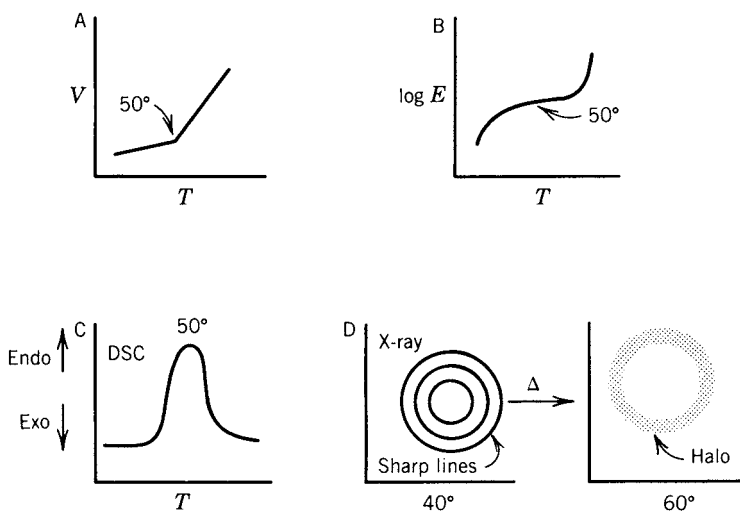 A
V
50°
T
B
log E
50°
T
C
50°
Endo
DSC
Exo
T
D
X-ray
Δ
Sharp lines
Halo
40°
60°